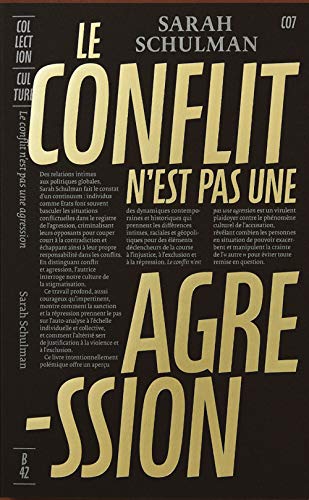 COL
LECT
ION
CUL
TURE
Le conflit n'est pas une agression
Sarah Schulman
B
42
SARAH
SCHULMAN
C07
LE
CONFLIT
N'EST PAS UNE
AGRE
-SSION
Des relations intimes
aux politiques globales,
Sarah Schulman fait le constat
d'un continuum : individus
comme États font souvent
basculer les situations
conflictuelles dans le registre
de l'agression, criminalisant
leurs opposants pour couper
court à la contradiction et
échappant ainsi à leur propre
responsabilité dans les conflits.
En distinguant conflit
et agression, l'autrice
interroge notre culture de
la stigmatisation.
Ce travail profond, aussi
courageux qu'impertinent,
montre comment la sanction
et la répression prennent le pas
sur l'auto-analyse à l'échelle
individuelle et collective,
et comment l'altérité sert
de justification à la violence et
à l'exclusion.
Ce livre intentionnellement
polémique offre un aperçu
des dynamiques contempo-
raines et historiques qui
prennent les différences
intimes, raciales et géopoli-
tiques pour des éléments
déclencheurs de la course
à l'injustice, à l'exclusion et
à la répression. Le conflit n'est
pas une agression est un virulent
plaidoyer contre le phénomène
culturel de l'accusation,
révélant combien les personnes
en situation de pouvoir exacer-
bent et manipulent la crainte
de l'« autre » pour éviter toute
remise en question.